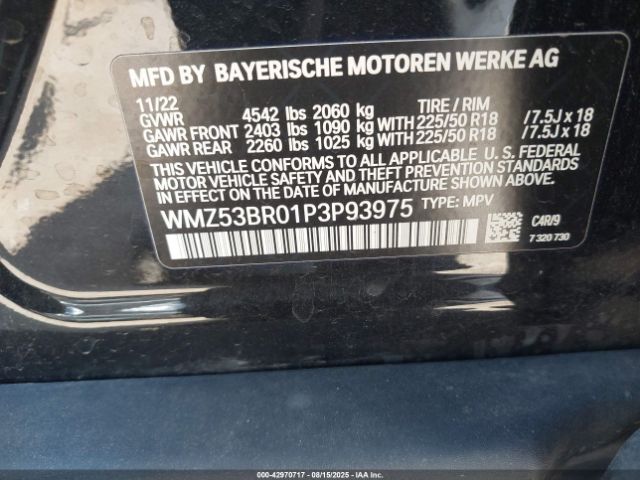 MFD BY BAYERISCHE MOTOREN WERKE AG
11/22
GVWR 4542 lbs 2060 kg TIRE / RIM
GAWR FRONT 2403 lbs 1090 kg WITH 225/50 R18 /7.5J x 18
GAWR REAR 2260 lbs 1025 kg WITH 225/50 R18 /7.5J x 18
THIS VEHICLE CONFORMS TO ALL APPLICABLE U. S. FEDERAL
MOTOR VEHICLE SAFETY AND THEFT PREVENTION STANDARDS
IN EFFECT ON THE DATE OF MANUFACTURE SHOWN ABOVE.
WMZ53BR01P3P93975 TYPE: MPV
C4R/9
7 320 730
000-42970717 - 08/15/2025 - IAAI.COM